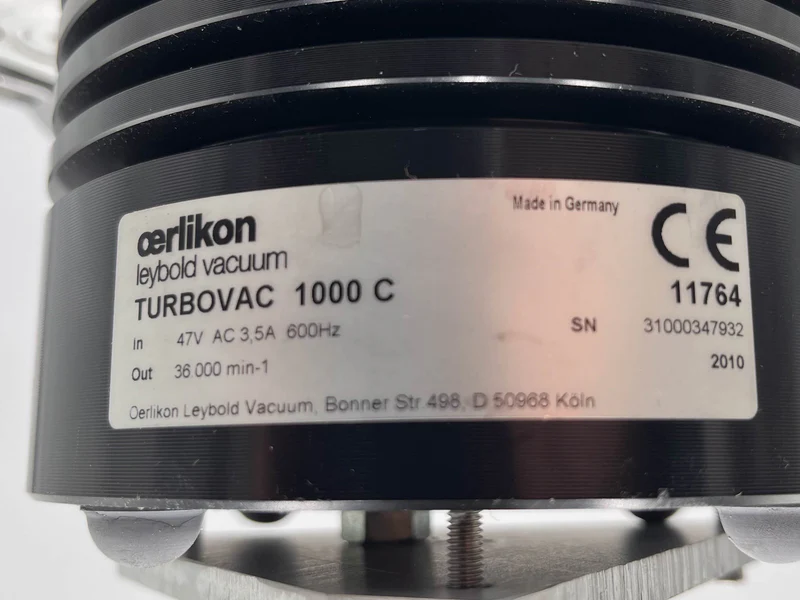 œrlikon
leybold vacuum
Made in Germany
CE
TURBOVAC 1000 C
11764
In 47V AC 3,5A 600Hz
SN 31000347932
Out 36.000 min-1
2010
Oerlikon Leybold Vacuum, Bonner Str.498, D 50968 Köln